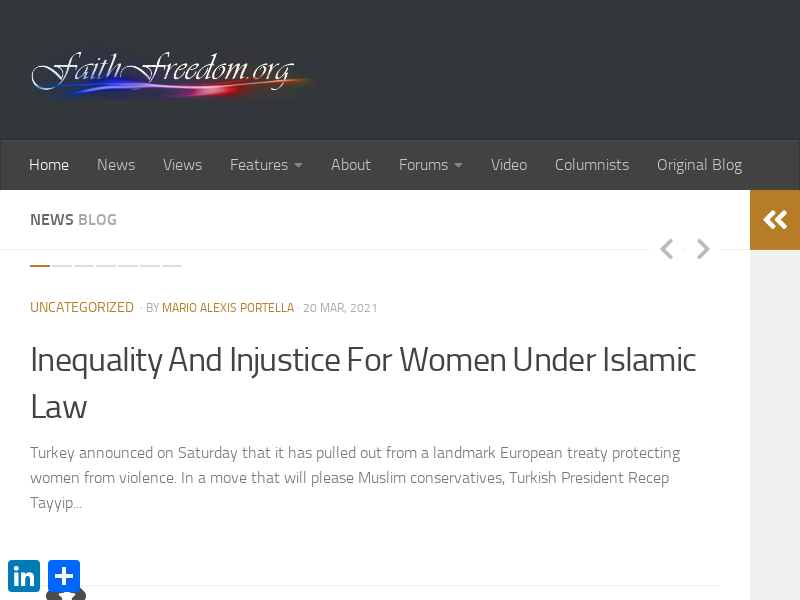 FaithFreedom.org
Home News Views Features About Forums Video Columnists Original Blog
NEWS BLOG
UNCATEGORIZED · BY MARIO ALEXIS PORTELLA · 20 MAR, 2021
Inequality And Injustice For Women Under Islamic
Law
Turkey announced on Saturday that it has pulled out from a landmark European treaty protecting
women from violence. In a move that will please Muslim conservatives, Turkish President Recep
Tayyip...
in